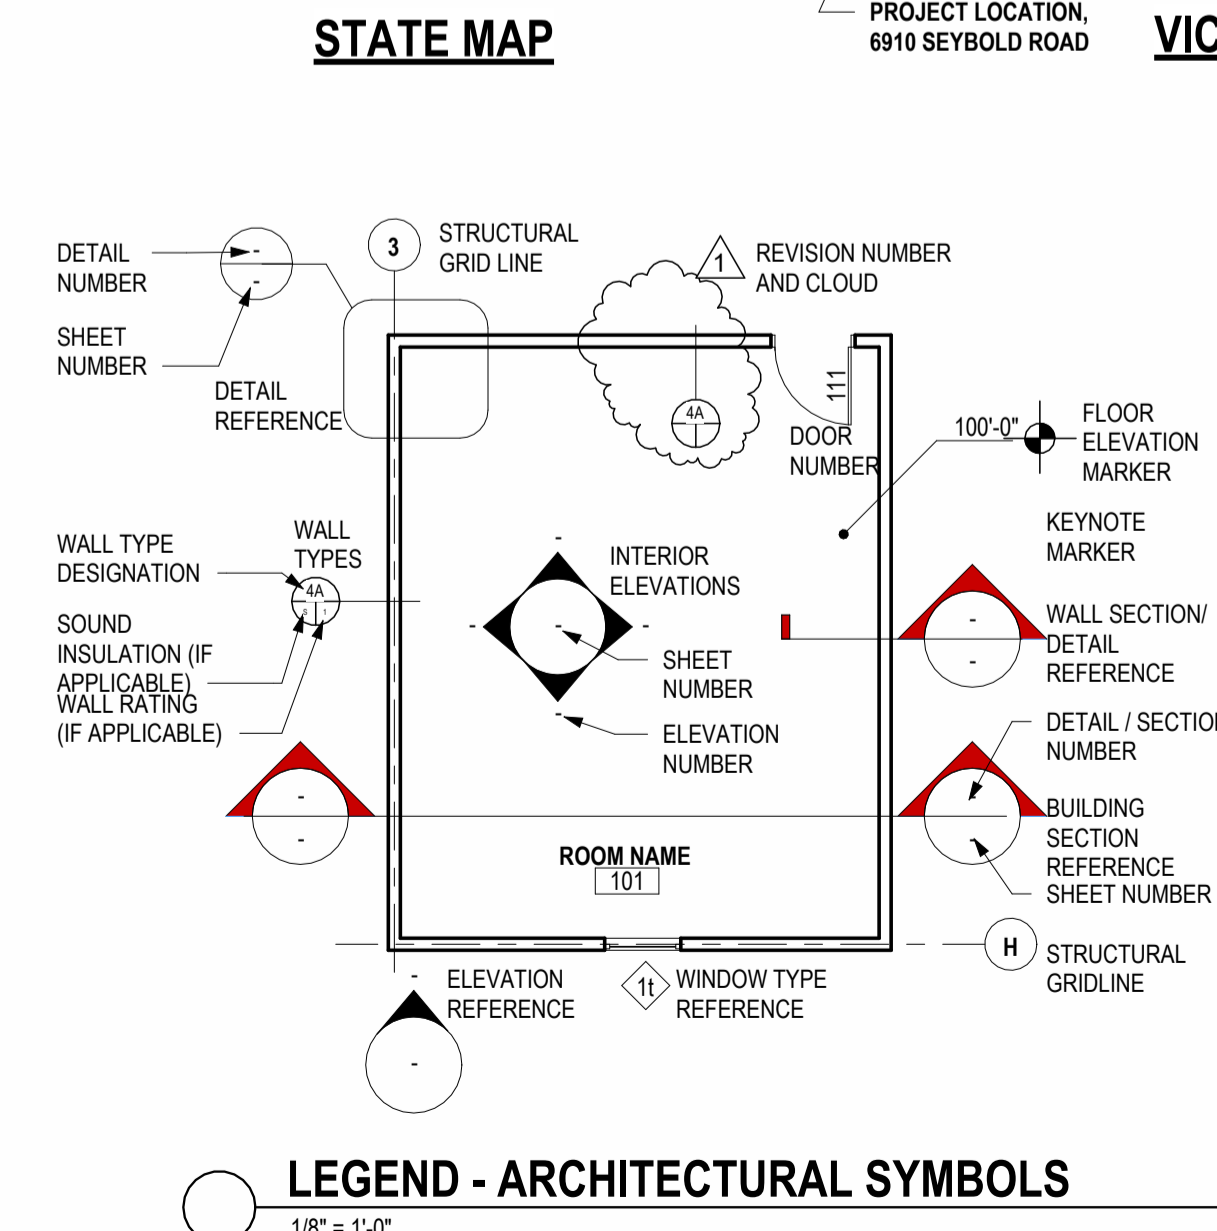 STATE MAP
PROJECT LOCATION,
6910 SEYBOLD ROAD
VIC
DETAIL
NUMBER
-
-
SHEET
NUMBER
DETAIL
REFERENCE
3
STRUCTURAL
GRID LINE
1
REVISION NUMBER
AND CLOUD
4A
111
DOOR
NUMBER
100'-0"
FLOOR
ELEVATION
MARKER
KEYNOTE
MARKER
WALL TYPE
DESIGNATION
WALL
TYPES
4A
S 1
SOUND
INSULATION (IF
APPLICABLE)
WALL RATING
(IF APPLICABLE)
-
- - -
-
INTERIOR
ELEVATIONS
SHEET
NUMBER
ELEVATION
NUMBER
-
-
WALL SECTION/
DETAIL
REFERENCE
DETAIL / SECTION
NUMBER
-
-
-
-
BUILDING
SECTION
REFERENCE
SHEET NUMBER
ROOM NAME
101
H
STRUCTURAL
GRIDLINE
-
ELEVATION
REFERENCE
-
1t
WINDOW TYPE
REFERENCE
LEGEND - ARCHITECTURAL SYMBOLS
1/8" = 1'-0"